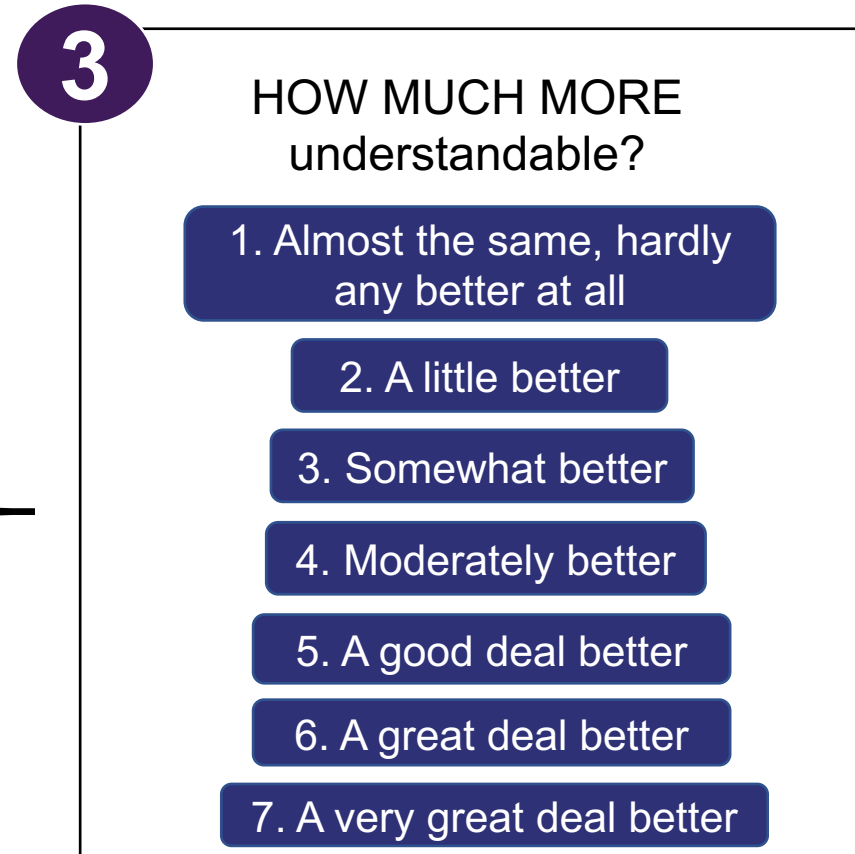 3
HOW MUCH MORE
understandable?
1. Almost the same, hardly
any better at all
2. A little better
3. Somewhat better
4. Moderately better
5. A good deal better
6. A great deal better
7. A very great deal better